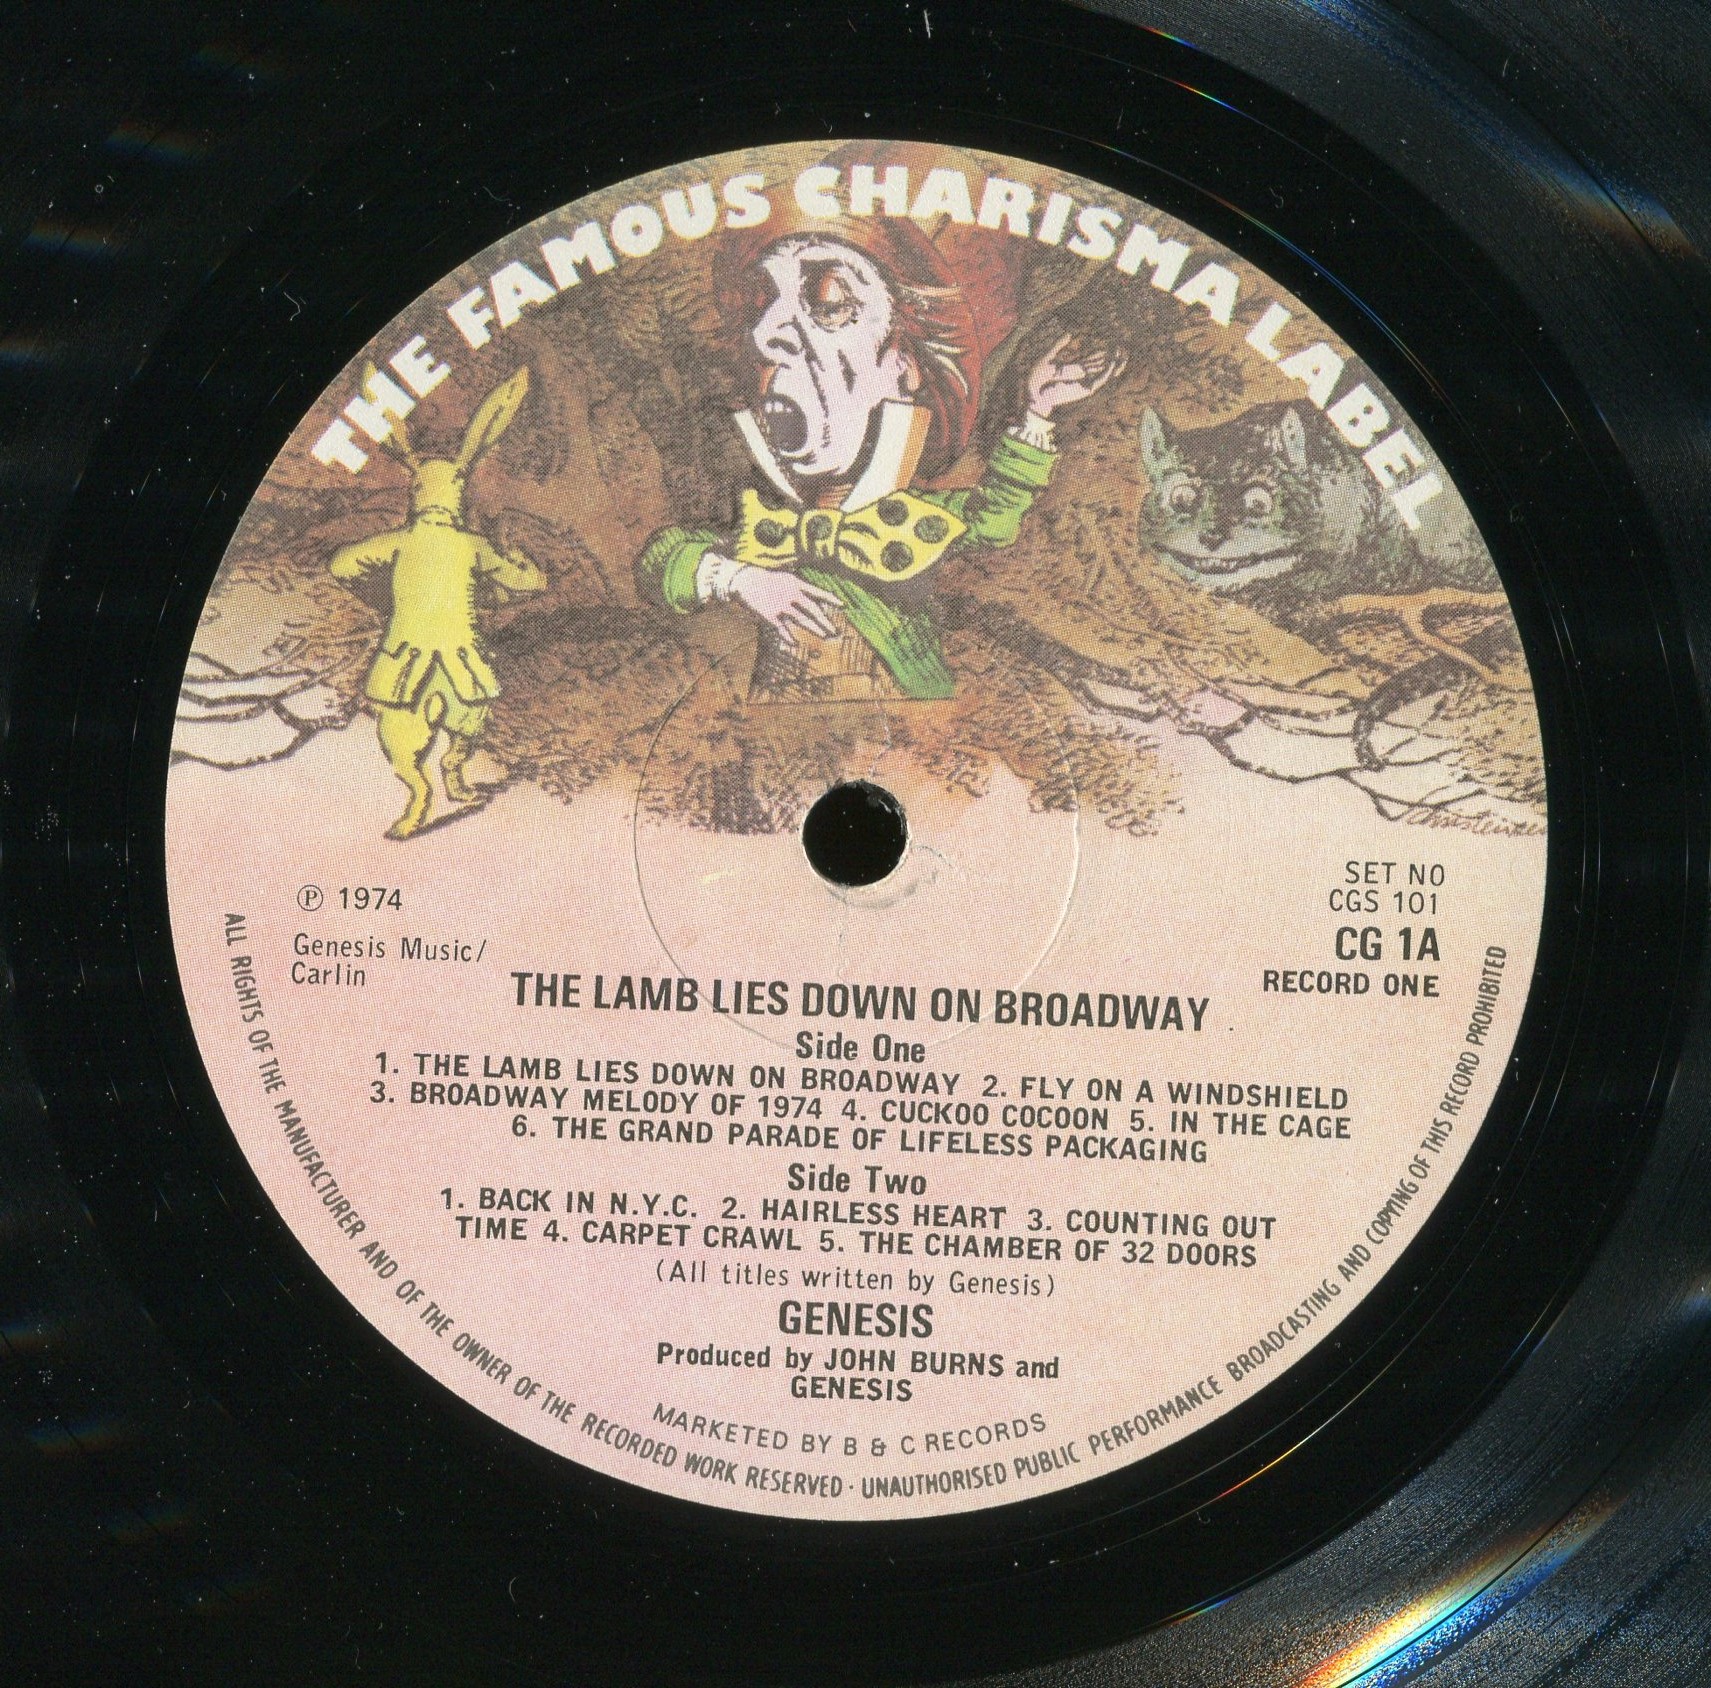 THE FAMOUS CHARISMA LABEL
℗ 1974
Genesis Music/
Carlin
SET NO
CGS 101
CG 1A
RECORD ONE
THE LAMB LIES DOWN ON BROADWAY
Side One
1. THE LAMB LIES DOWN ON BROADWAY 2. FLY ON A WINDSHIELD
3. BROADWAY MELODY OF 1974 4. CUCKOO COCOON 5. IN THE CAGE
6. THE GRAND PARADE OF LIFELESS PACKAGING
Side Two
1. BACK IN N.Y.C. 2. HAIRLESS HEART 3. COUNTING OUT
TIME 4. CARPET CRAWL 5. THE CHAMBER OF 32 DOORS
(All titles written by Genesis)
GENESIS
Produced by JOHN BURNS and
GENESIS
MARKETED BY B & C RECORDS
ALL RIGHTS OF THE MANUFACTURER AND OF THE OWNER OF THE RECORDED WORK RESERVED · UNAUTHORISED PUBLIC PERFORMANCE BROADCASTING AND COPYING OF THIS RECORD PROHIBITED